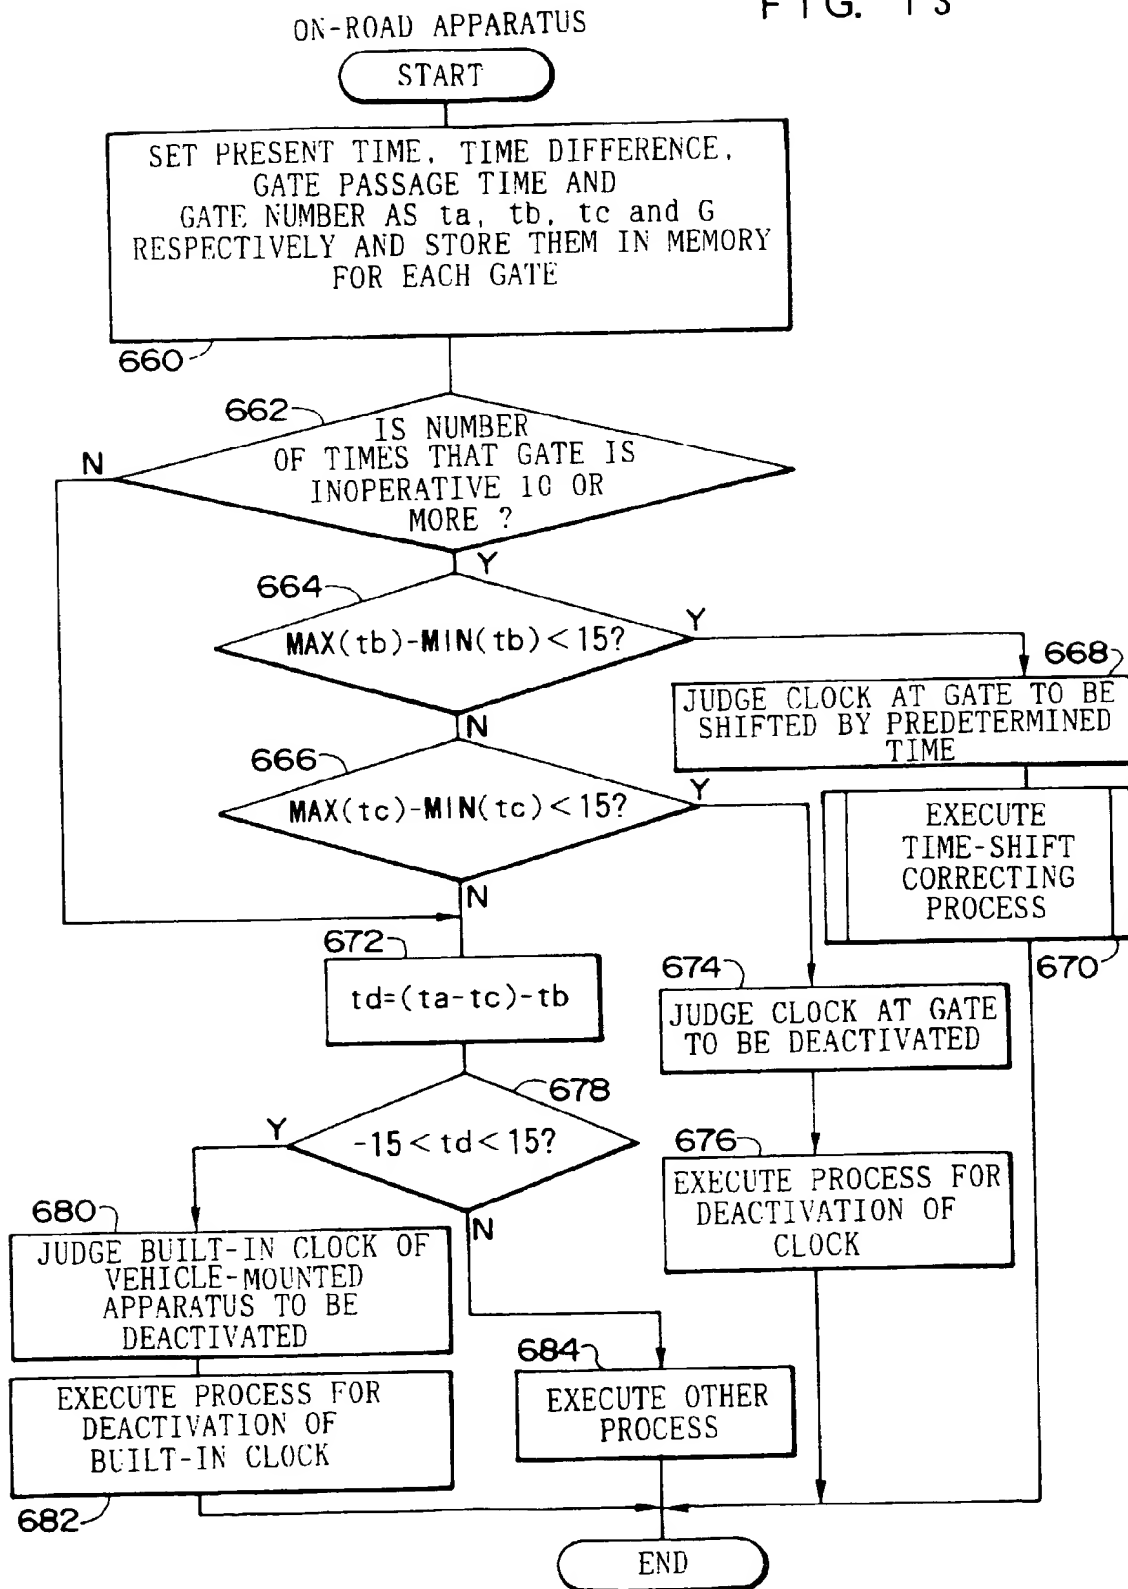 FIG. 13
ON-ROAD APPARATUS
START
SET PRESENT TIME, TIME DIFFERENCE,
GATE PASSAGE TIME AND
GATE NUMBER AS ta, tb, tc and G
RESPECTIVELY AND STORE THEM IN MEMORY
FOR EACH GATE
660
662
IS NUMBER
OF TIMES THAT GATE IS
INOPERATIVE 10 OR
MORE ?
N
Y
664
MAX(tb)-MIN(tb)<15?
Y
N
668
JUDGE CLOCK AT GATE TO BE
SHIFTED BY PREDETERMINED
TIME
666
MAX(tc)-MIN(tc)<15?
Y
N
EXECUTE
TIME-SHIFT
CORRECTING
PROCESS
670
672
td=(ta-tc)-tb
674
JUDGE CLOCK AT GATE
TO BE DEACTIVATED
678
-15<td<15?
Y
N
676
EXECUTE PROCESS FOR
DEACTIVATION OF
CLOCK
680
JUDGE BUILT-IN CLOCK OF
VEHICLE-MOUNTED
APPARATUS TO BE
DEACTIVATED
EXECUTE PROCESS FOR
DEACTIVATION OF
BUILT-IN CLOCK
682
684
EXECUTE OTHER
PROCESS
END